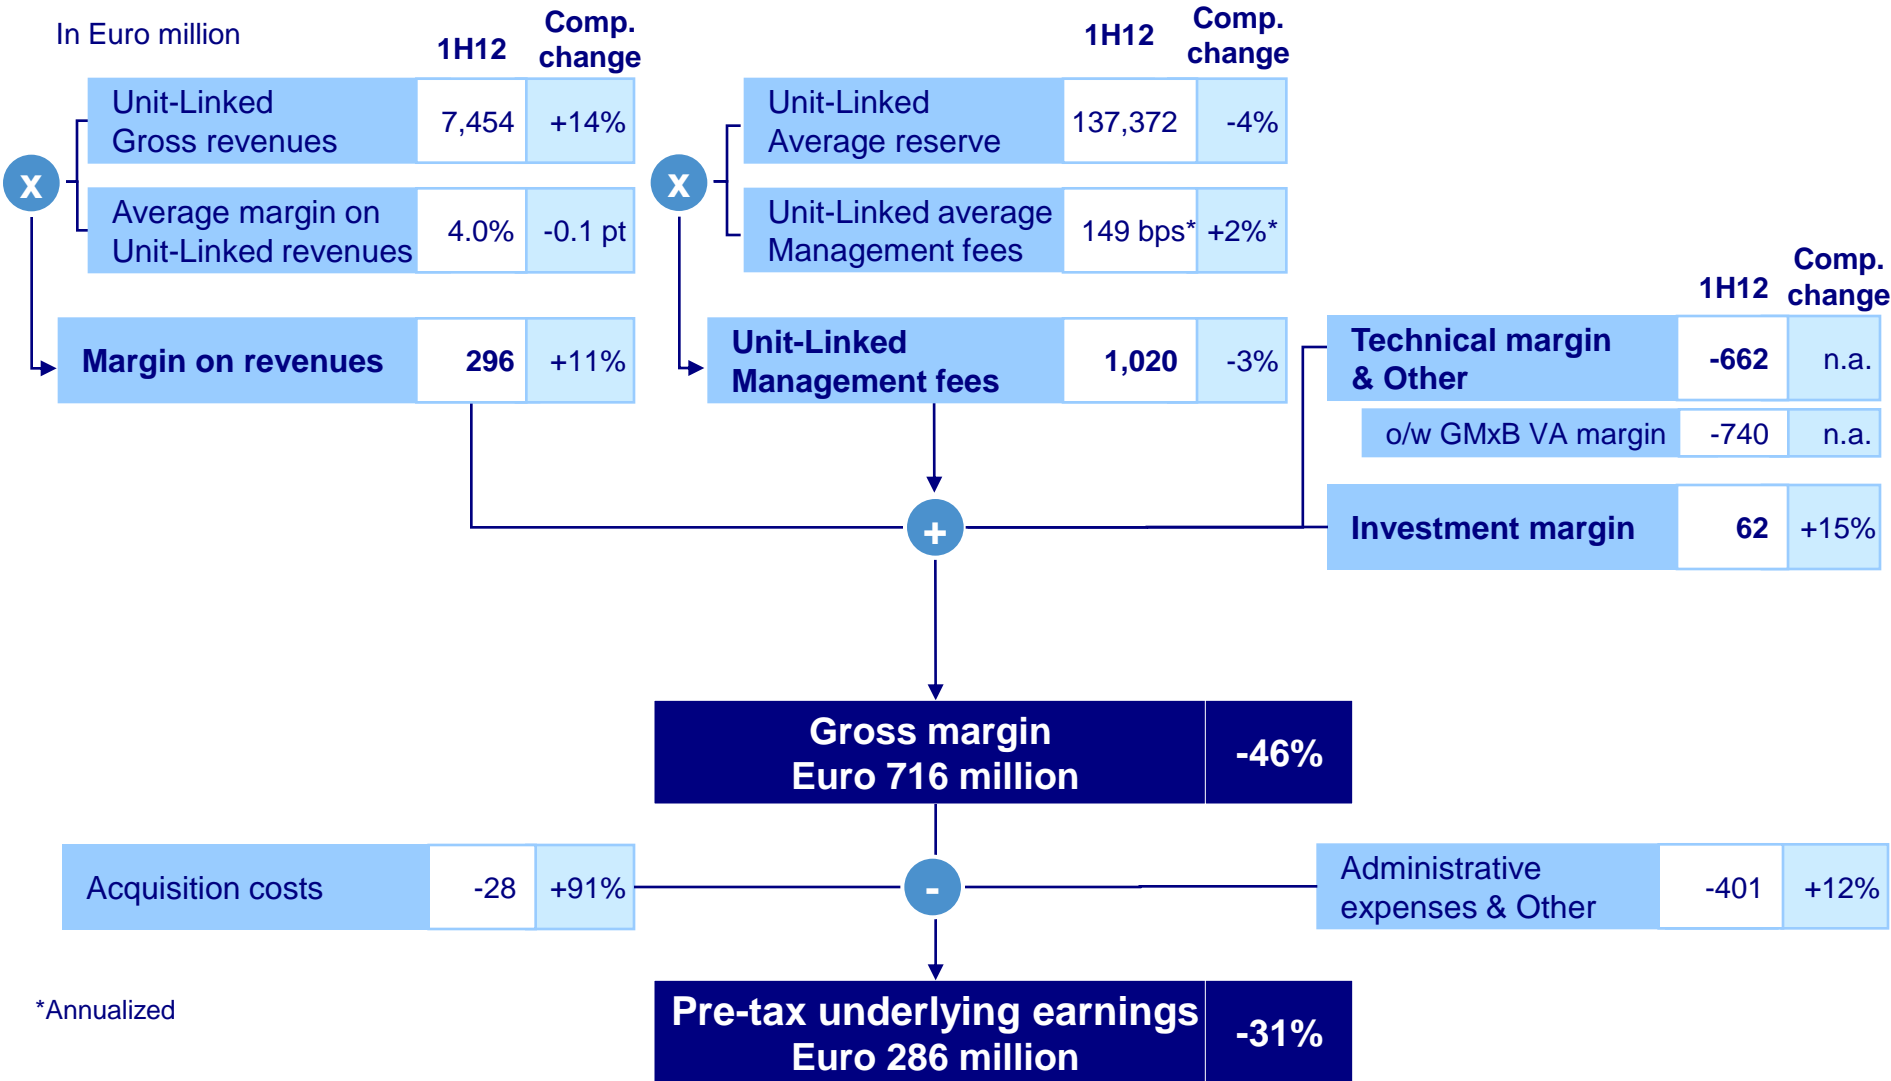 In Euro million
1H12
Comp.
change
Unit-Linked
Gross revenues
7,454
+14%
x
Average margin on
Unit-Linked revenues
4.0%
-0.1 pt
Margin on revenues
296
+11%
1H12
Comp.
change
Unit-Linked
Average reserve
137,372
-4%
x
Unit-Linked average
Management fees
149 bps*
+2%*
Unit-Linked
Management fees
1,020
-3%
1H12
Comp.
change
Technical margin
& Other
-662
n.a.
o/w GMxB VA margin
-740
n.a.
Investment margin
62
+15%
+
Gross margin
Euro 716 million
-46%
Acquisition costs
-28
+91%
-
Administrative
expenses & Other
-401
+12%
Pre-tax underlying earnings
Euro 286 million
-31%
*Annualized